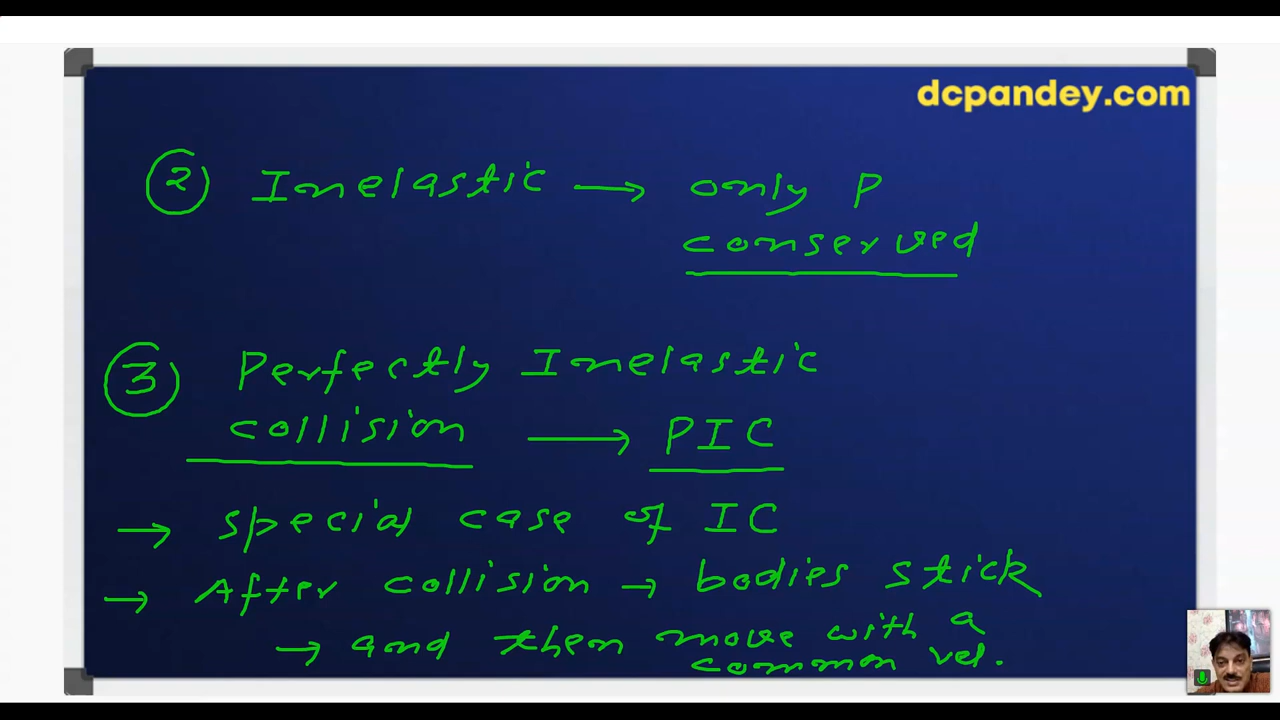 dcpandey.com
② Inelastic → only P
conserved
③ Perfectly Inelastic
collision → PIC
→ special case of IC
→ After collision → bodies stick
→ and then move with a
common vel.